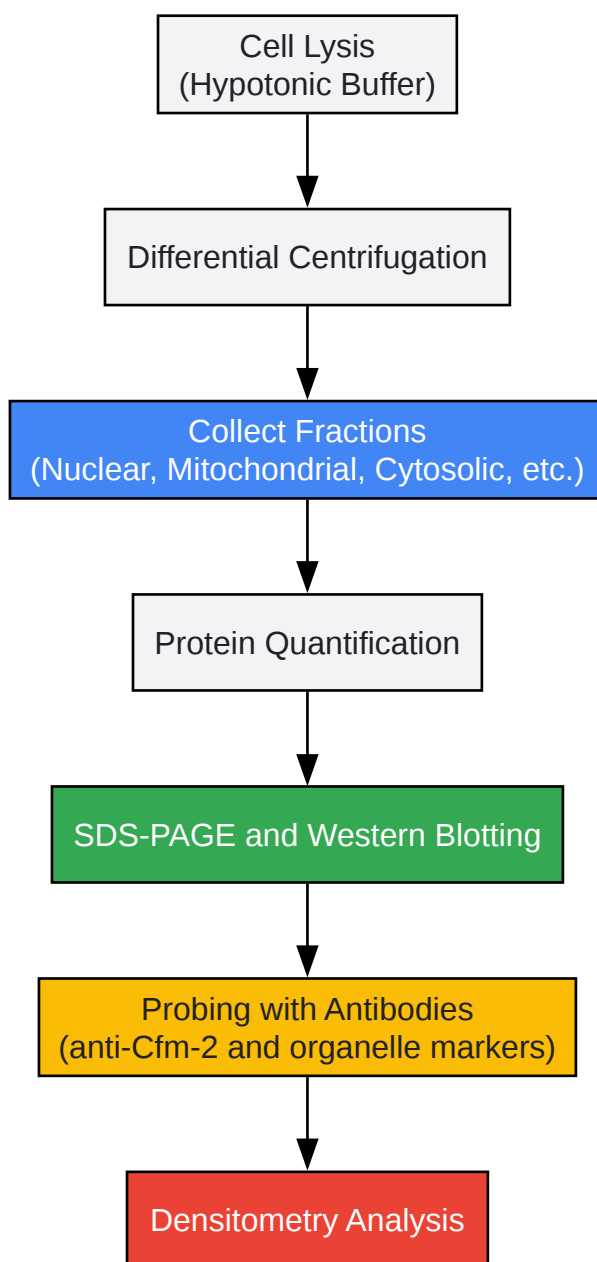 Cell Lysis
(Hypotonic Buffer)
Differential Centrifugation
Collect Fractions
(Nuclear, Mitochondrial, Cytosolic, etc.)
Protein Quantification
SDS-PAGE and Western Blotting
Probing with Antibodies
(anti-Cfm-2 and organelle markers)
Densitometry Analysis